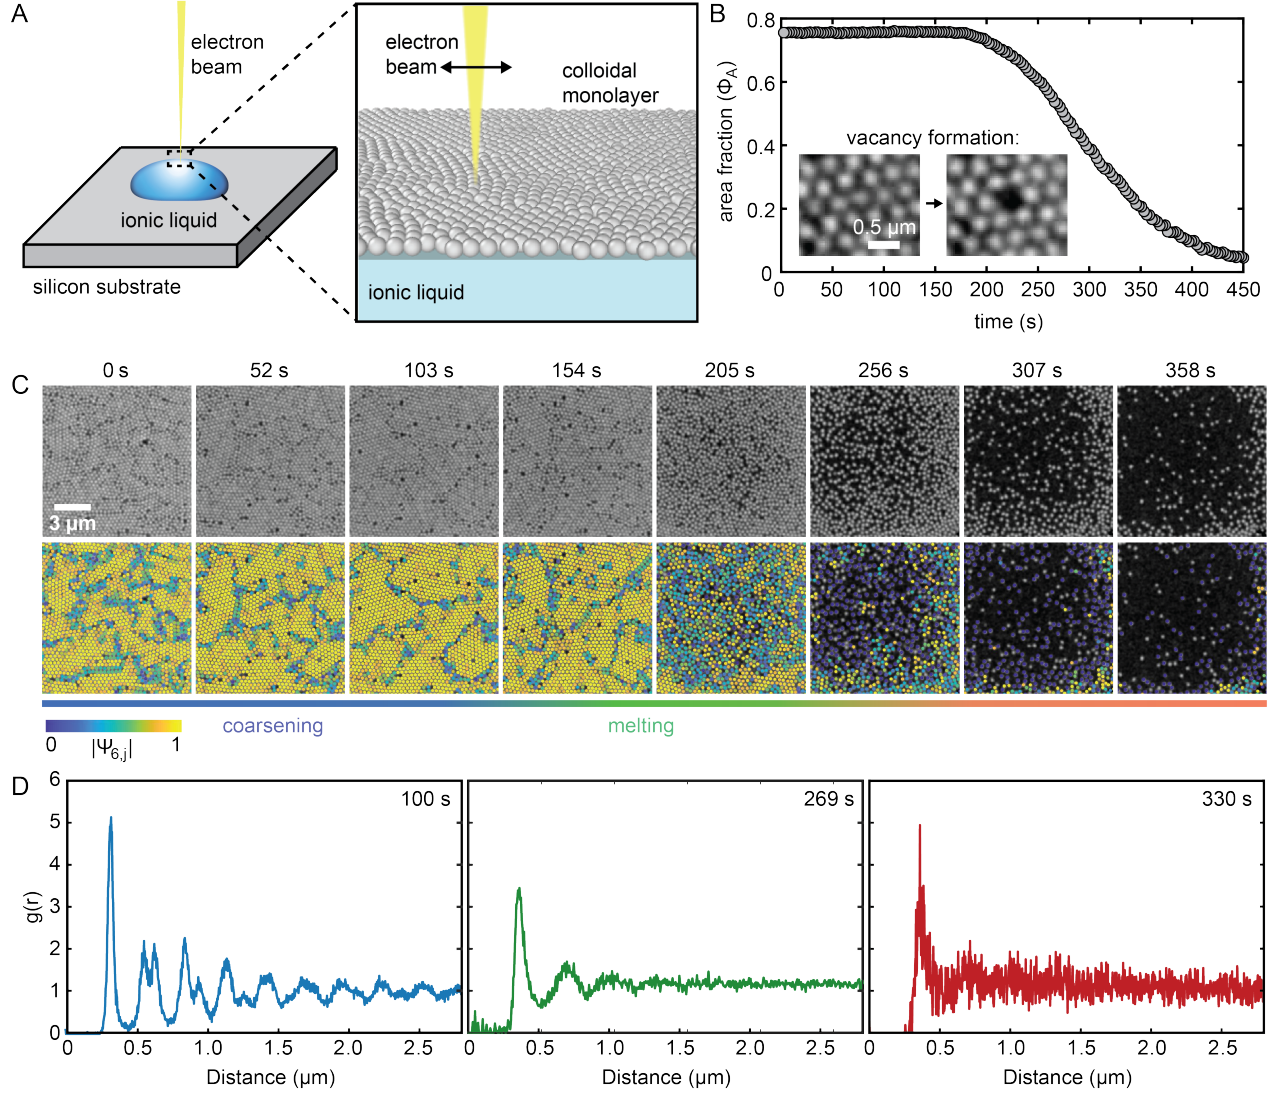 A
electron
beam
ionic liquid
silicon substrate
electron
beam
colloidal
monolayer
ionic liquid
B
area fraction (Φ_A)
0.8
0.6
0.4
0.2
0
vacancy formation:
0.5 µm
0 50 100 150 200 250 300 350 400 450
time (s)
C
0 s 52 s 103 s 154 s 205 s 256 s 307 s 358 s
3 µm
0 |Ψ6,j| 1
coarsening
melting
D
g(r)
6
5
4
3
2
1
0
100 s
0 0.5 1.0 1.5 2.0 2.5
Distance (µm)
269 s
0 0.5 1.0 1.5 2.0 2.5
Distance (µm)
330 s
0 0.5 1.0 1.5 2.0 2.5
Distance (µm)